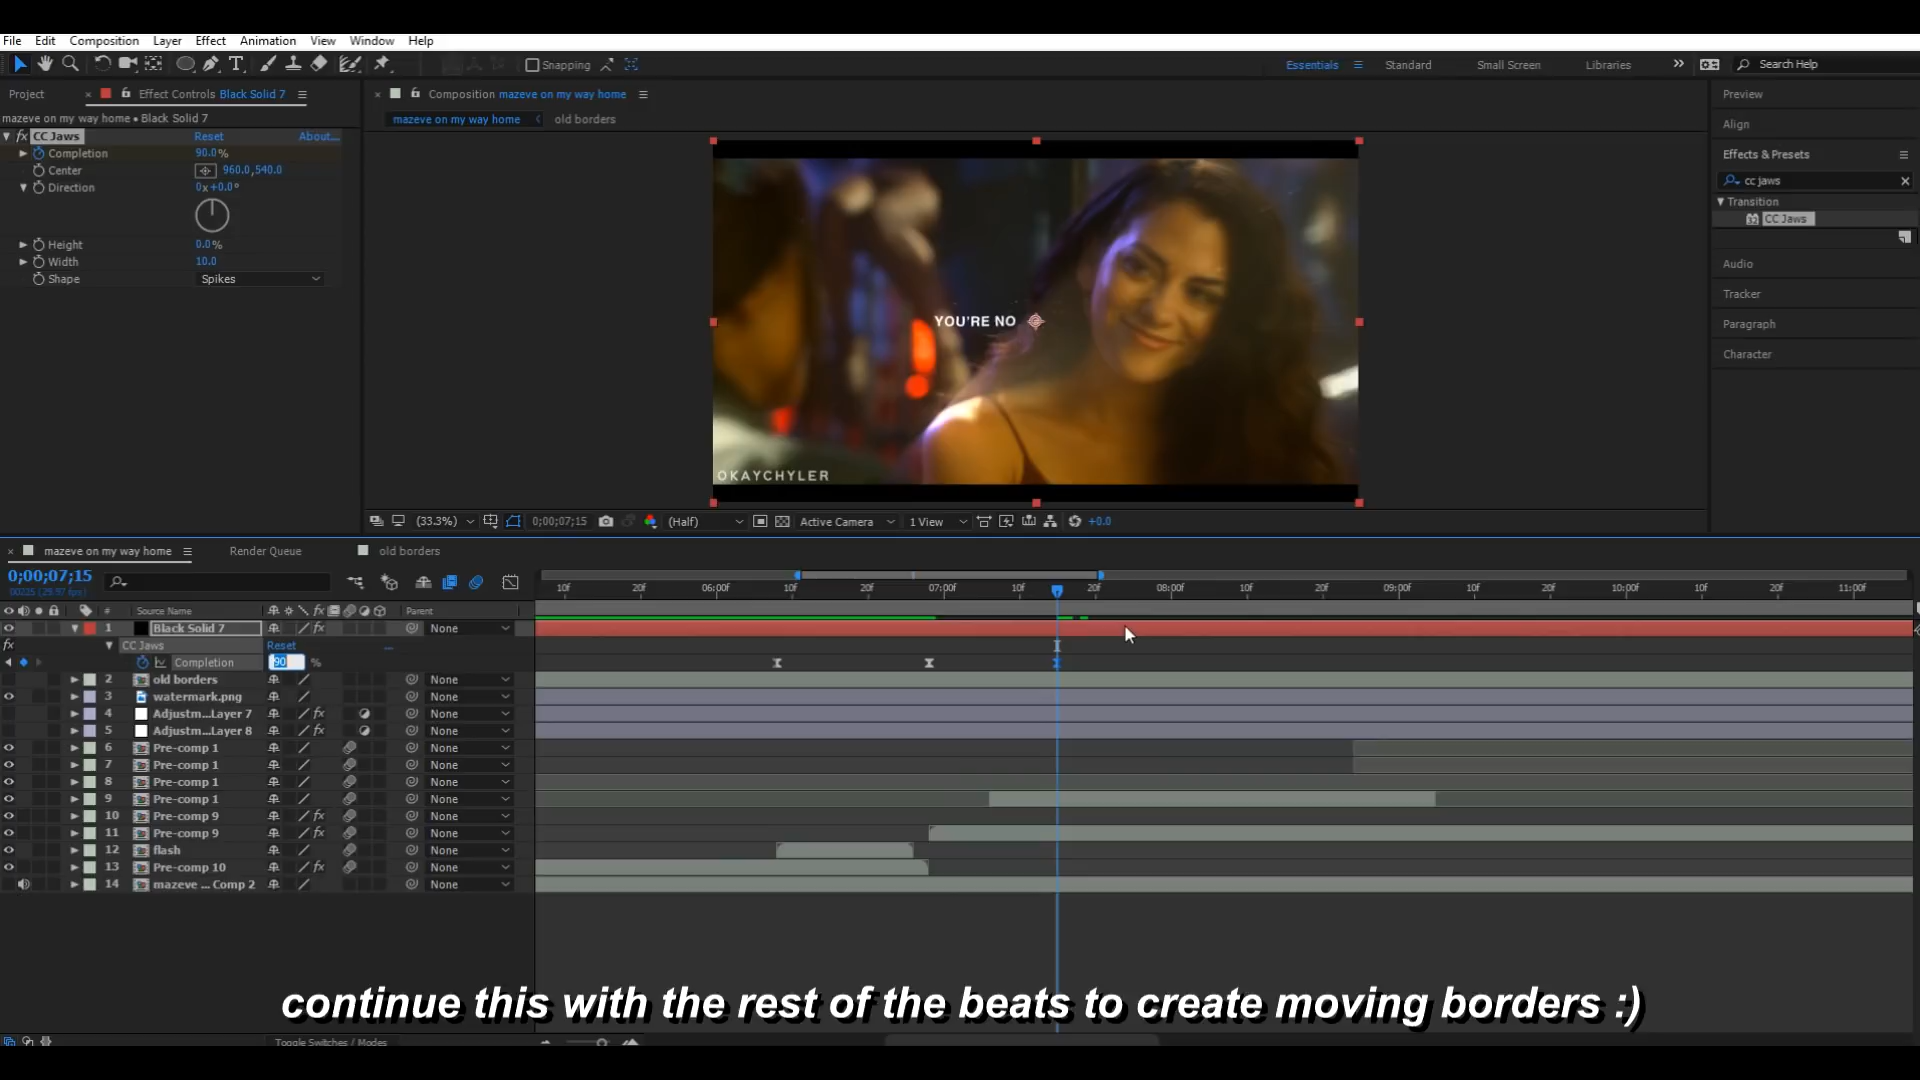 File Edit Composition Layer Effect Animation View Window Help
Snapping
Essentials Standard Small Screen Libraries Search Help
Project Effect Controls Black Solid 7
mazeve on my way home • Black Solid 7
fx CC Jaws Reset About...
Completion 90.0%
Center 960.0,540.0
Direction 0x+0.0°
Height 0.0%
Width 10.0
Shape Spikes
Composition mazeve on my way home
mazeve on my way home old borders
YOU'RE NO
OKAYCHYLER
(33.3%) 0;00;07;15 (Half) Active Camera 1 View +0.0
Preview
Align
Effects & Presets
cc jaws
Transition
CC Jaws
Audio
Tracker
Paragraph
Character
mazeve on my way home Render Queue old borders
0;00;07;15
00225 (29.97 fps)
10f 20f 06:00f 10f 20f 07:00f 10f 20f 08:00f 10f 20f 09:00f 10f 20f 10:00f 10f 20f 11:00f
# Source Name fx Parent
1 Black Solid 7 fx None
fx CC Jaws Reset
Completion 90 %
2 old borders None
3 watermark.png None
4 Adjustm...Layer 7 fx None
5 Adjustm...Layer 8 fx None
6 Pre-comp 1 None
7 Pre-comp 1 None
8 Pre-comp 1 None
9 Pre-comp 1 None
10 Pre-comp 9 fx None
11 Pre-comp 9 fx None
12 flash None
13 Pre-comp 10 fx None
14 mazeve ... Comp 2 None
continue this with the rest of the beats to create moving borders :)
Toggle Switches / Modes